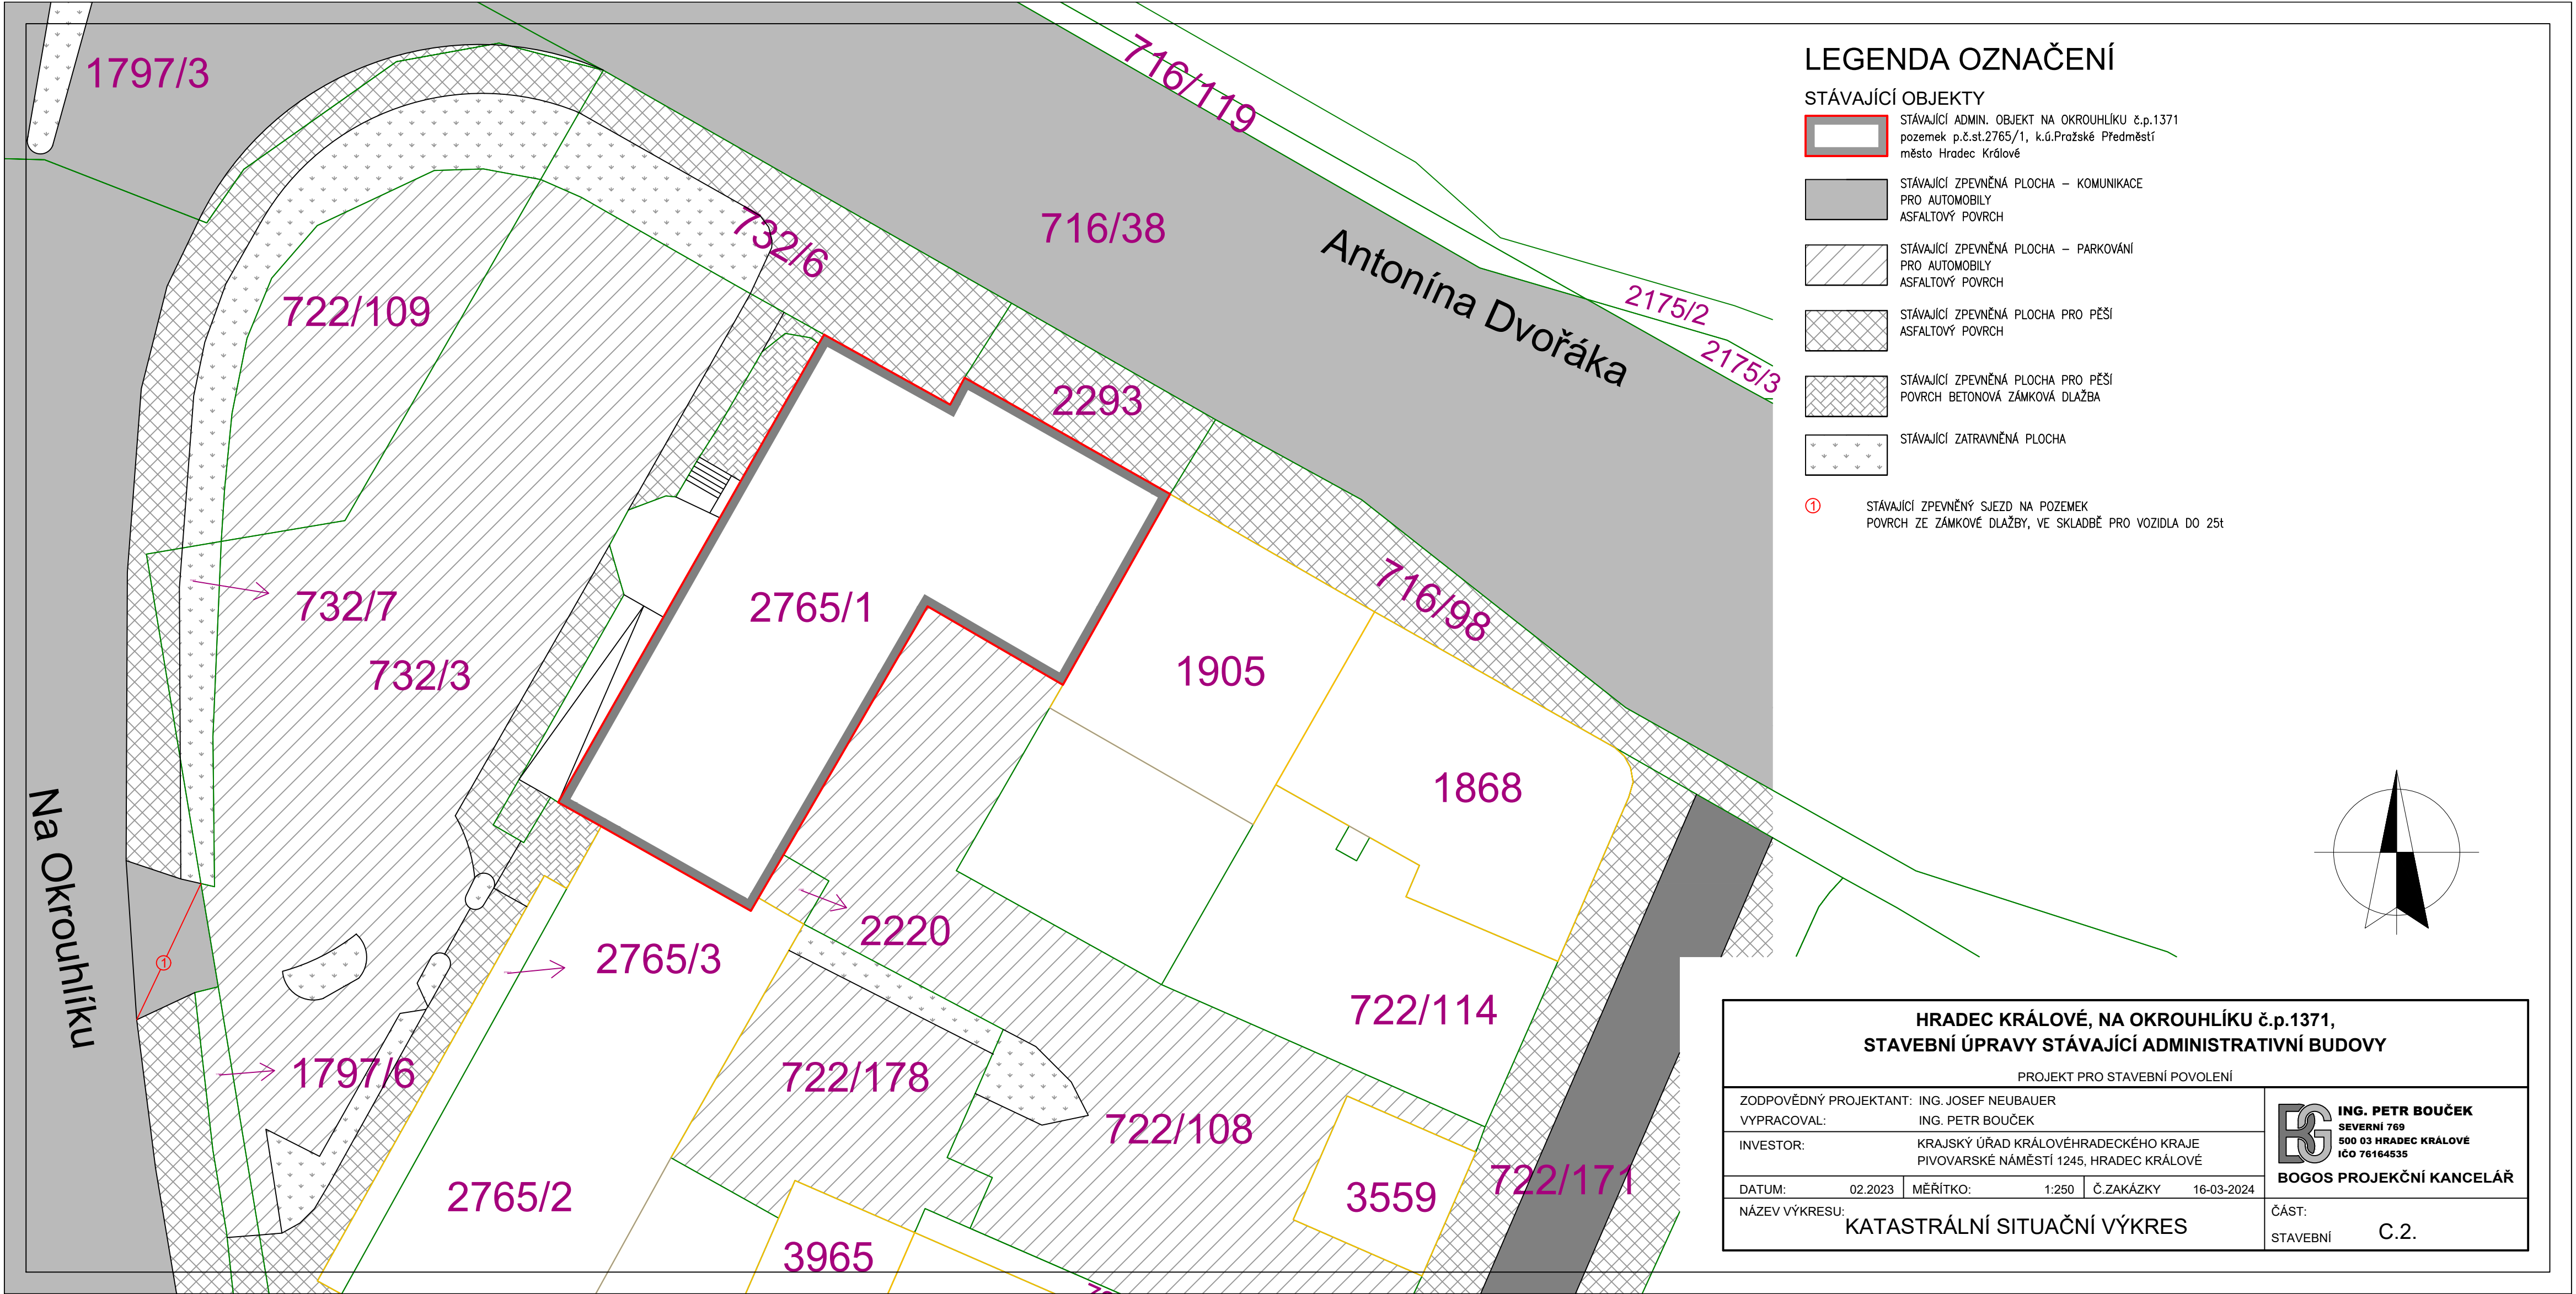 1797/3
716/119
732/6
716/38
Antonína Dvořáka
722/109
2175/2
2175/3
2293
732/7
732/3
2765/1
716/98
1905
1868
Na Okrouhlíku
1
2220
2765/3
722/114
1797/6
722/178
722/108
2765/2
3559
722/171
3965
LEGENDA OZNAČENÍ
STÁVAJÍCÍ OBJEKTY
STÁVAJÍCÍ ADMIN. OBJEKT NA OKROUHLÍKU č.p.1371
pozemek p.č.st.2765/1, k.ú.Pražské Předměstí
město Hradec Králové
STÁVAJÍCÍ ZPEVNĚNÁ PLOCHA – KOMUNIKACE
PRO AUTOMOBILY
ASFALTOVÝ POVRCH
STÁVAJÍCÍ ZPEVNĚNÁ PLOCHA – PARKOVÁNÍ
PRO AUTOMOBILY
ASFALTOVÝ POVRCH
STÁVAJÍCÍ ZPEVNĚNÁ PLOCHA PRO PĚŠÍ
ASFALTOVÝ POVRCH
STÁVAJÍCÍ ZPEVNĚNÁ PLOCHA PRO PĚŠÍ
POVRCH BETONOVÁ ZÁMKOVÁ DLAŽBA
STÁVAJÍCÍ ZATRAVNĚNÁ PLOCHA
1 STÁVAJÍCÍ ZPEVNĚNÝ SJEZD NA POZEMEK
POVRCH ZE ZÁMKOVÉ DLAŽBY, VE SKLADBĚ PRO VOZIDLA DO 25t
HRADEC KRÁLOVÉ, NA OKROUHLÍKU č.p.1371,
STAVEBNÍ ÚPRAVY STÁVAJÍCÍ ADMINISTRATIVNÍ BUDOVY
PROJEKT PRO STAVEBNÍ POVOLENÍ
ZODPOVĚDNÝ PROJEKTANT: ING. JOSEF NEUBAUER
VYPRACOVAL: ING. PETR BOUČEK
INVESTOR: KRAJSKÝ ÚŘAD KRÁLOVÉHRADECKÉHO KRAJE
PIVOVARSKÉ NÁMĚSTÍ 1245, HRADEC KRÁLOVÉ
DATUM: 02.2023 MĚŘÍTKO: 1:250 Č.ZAKÁZKY 16-03-2024
NÁZEV VÝKRESU: KATASTRÁLNÍ SITUAČNÍ VÝKRES
BG
ING. PETR BOUČEK
SEVERNÍ 769
500 03 HRADEC KRÁLOVÉ
IČO 76164535
BOGOS PROJEKČNÍ KANCELÁŘ
ČÁST:
STAVEBNÍ C.2.